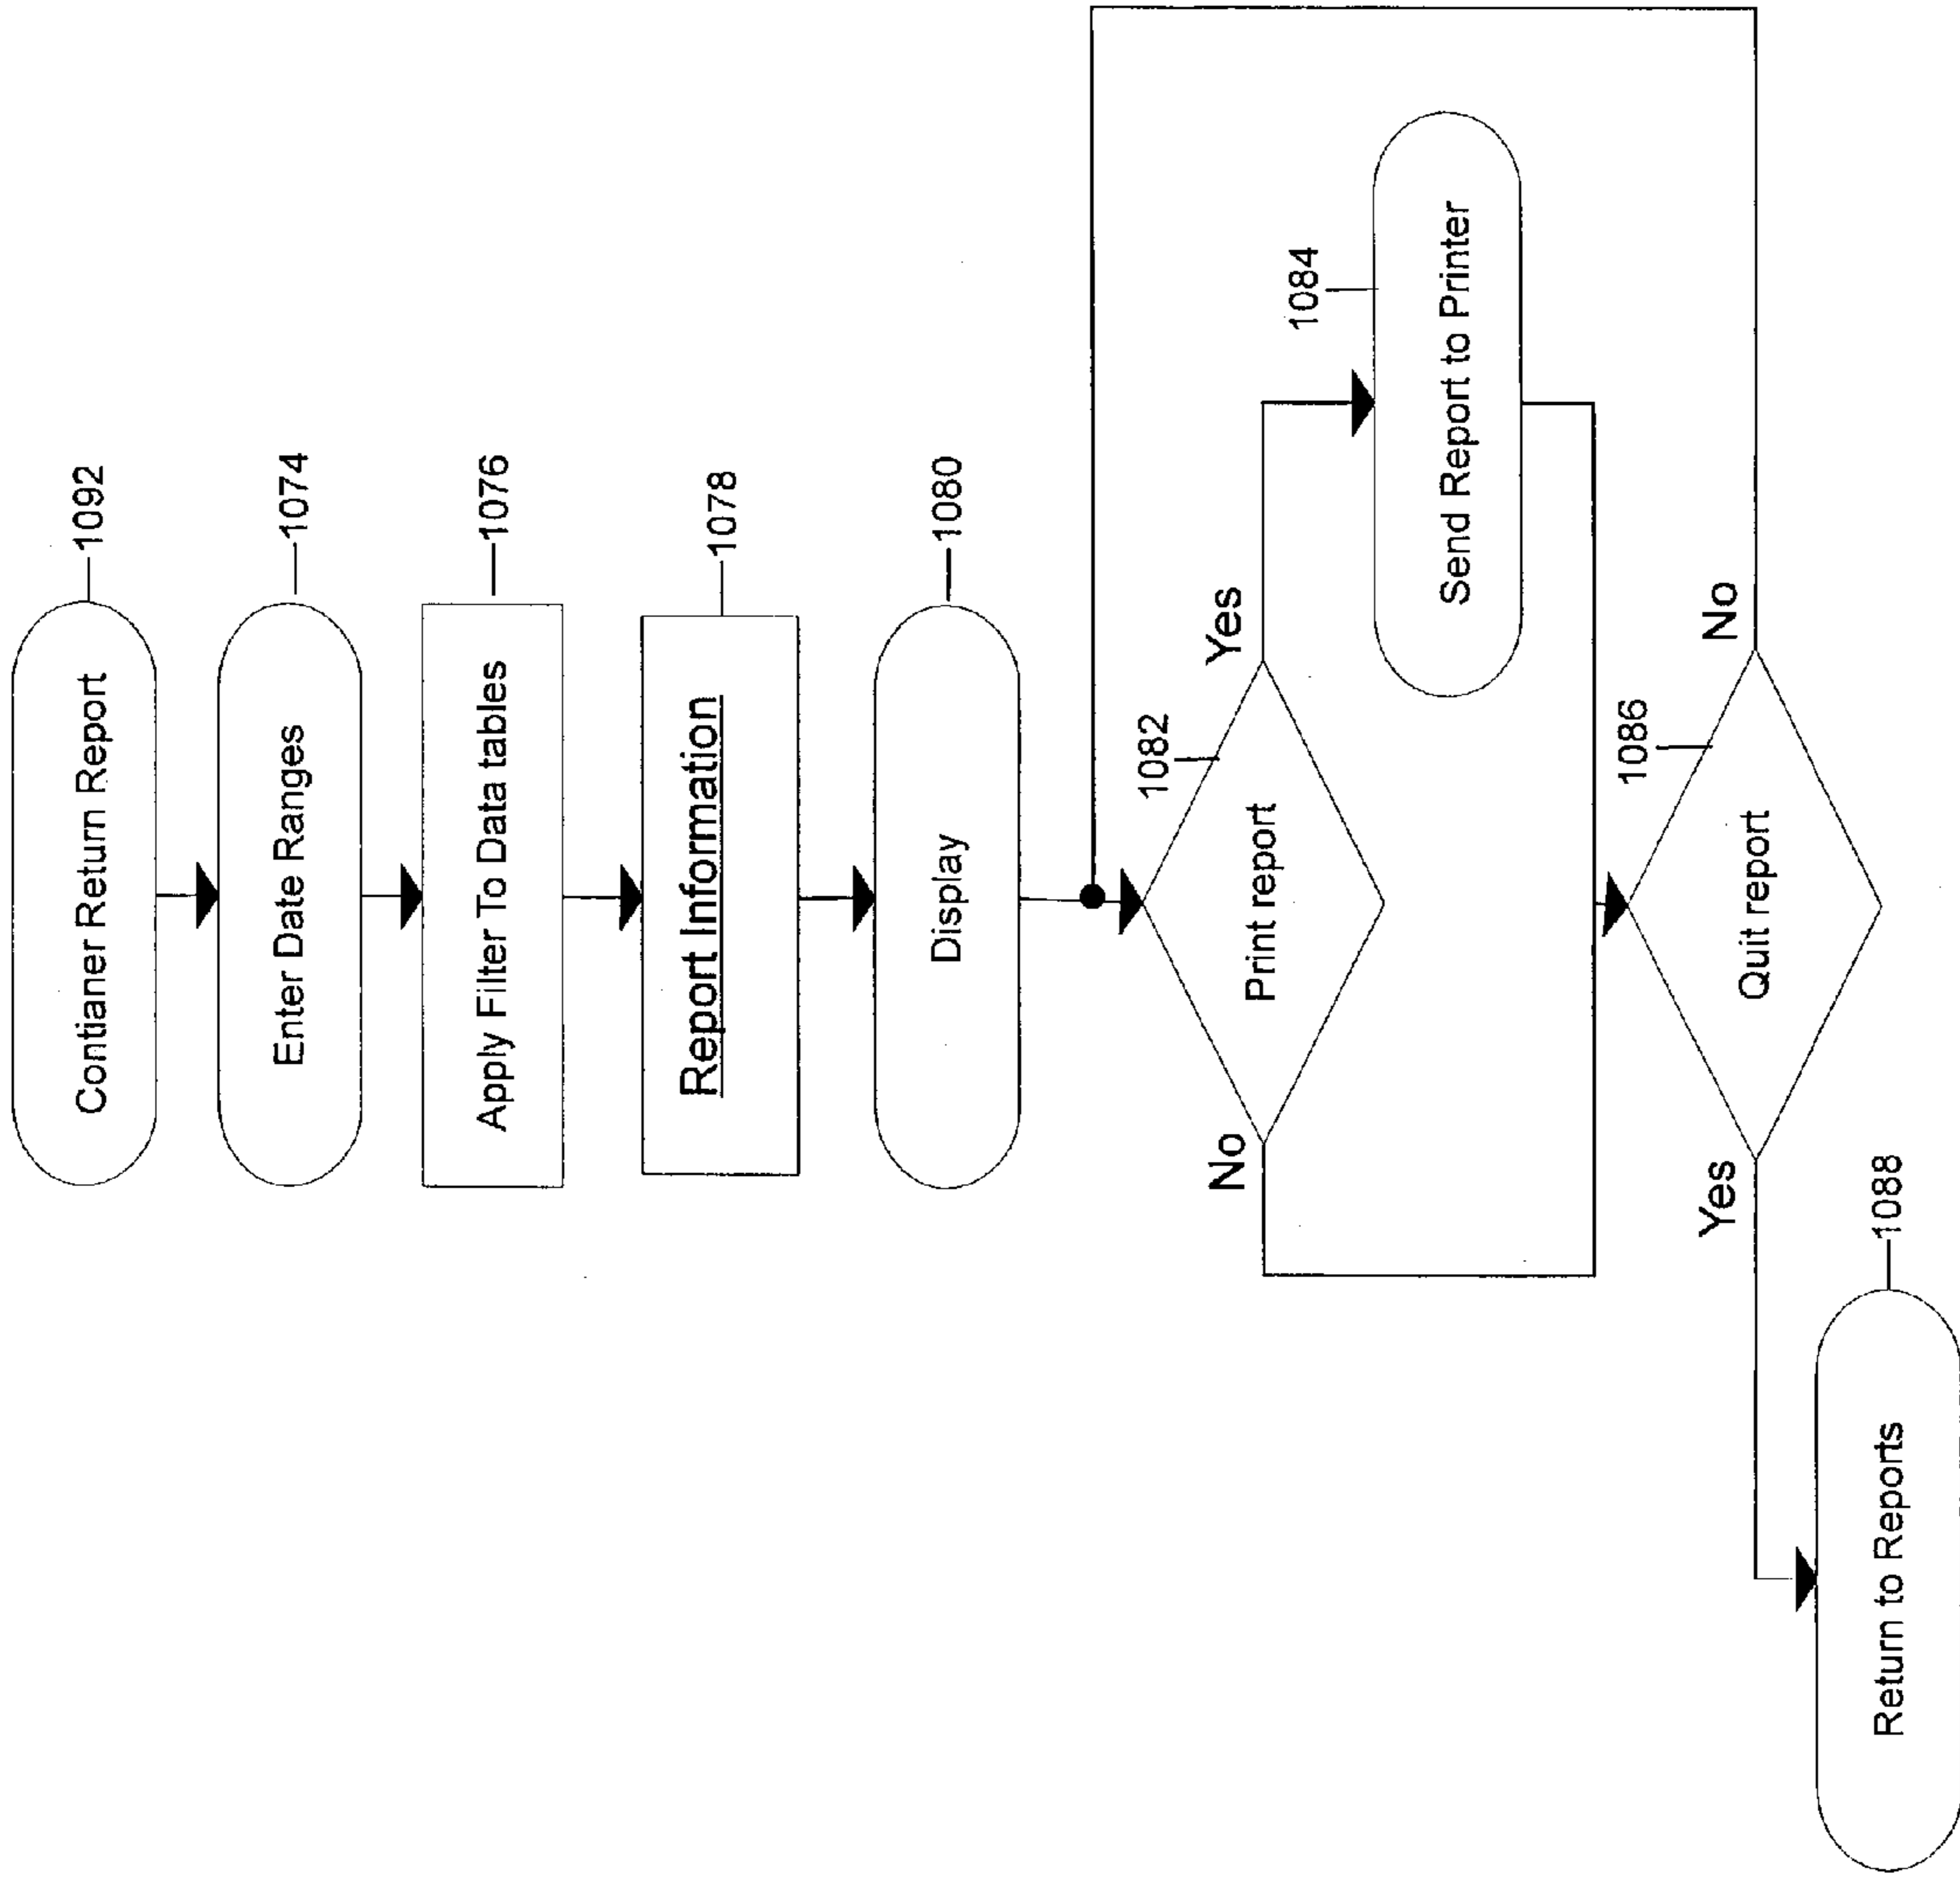 Contianer Return Report
1092
Enter Date Ranges
1074
Apply Filter To Data tables
1076
Report Information
1078
Display
1080
1082
Print report
Yes
No
1084
Send Report to Printer
1086
Quit report
No
Yes
1088
Return to Reports